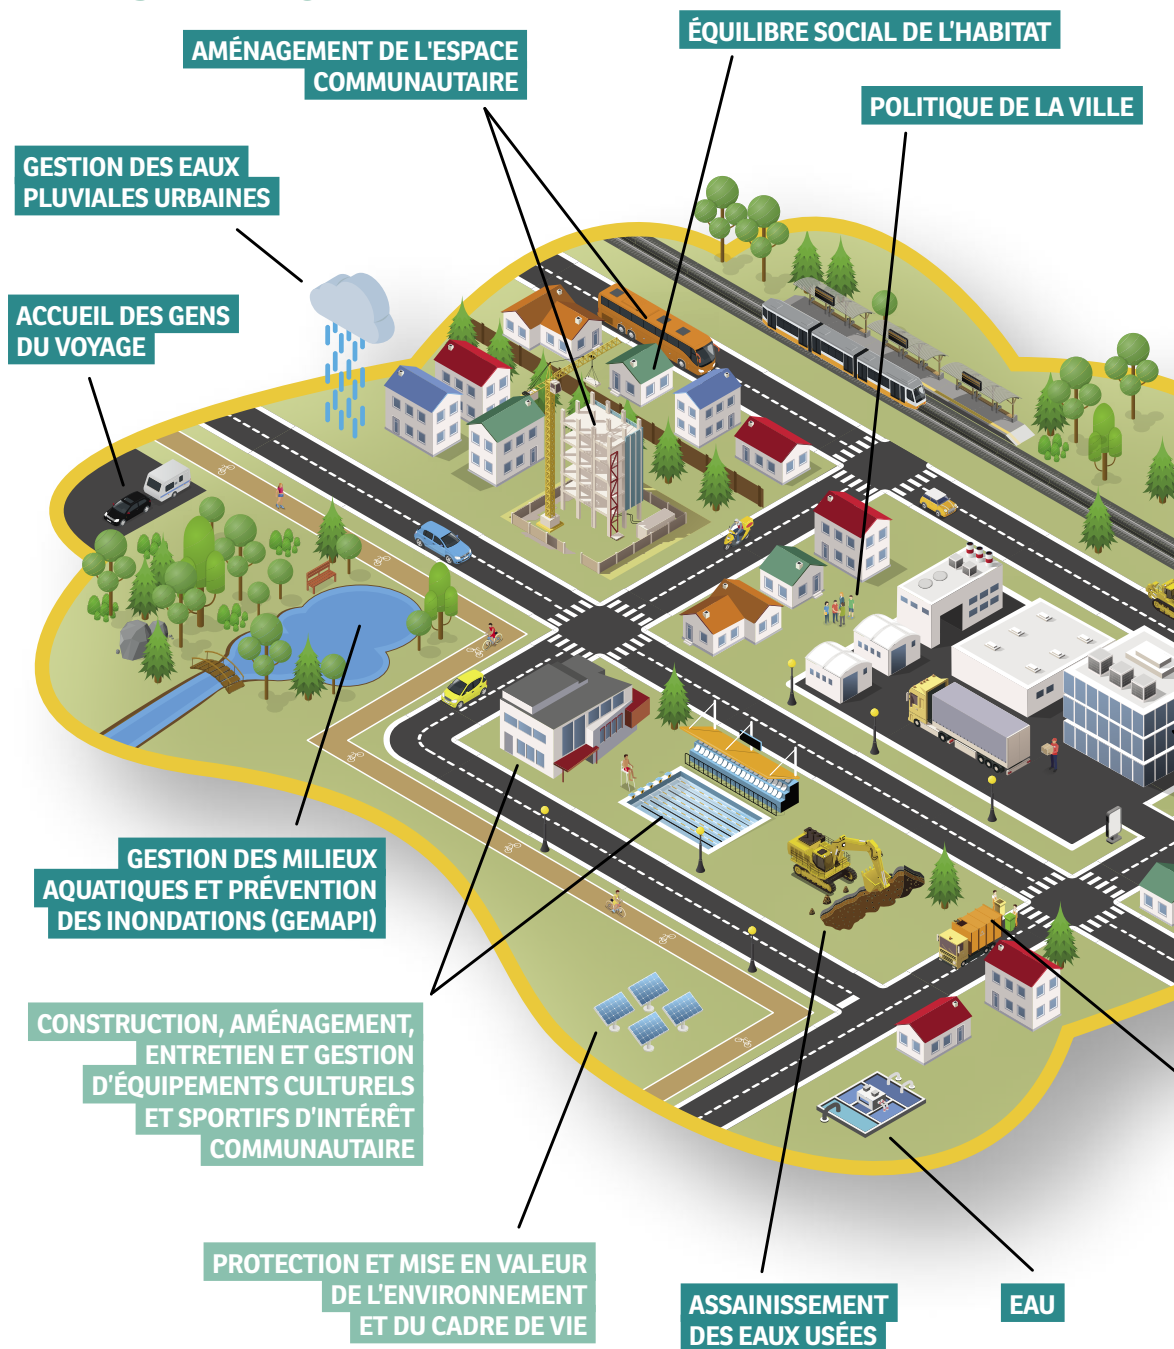 AMÉNAGEMENT DE L'ESPACE
COMMUNAUTAIRE
ÉQUILIBRE SOCIAL DE L'HABITAT
POLITIQUE DE LA VILLE
GESTION DES EAUX
PLUVIALES URBAINES
ACCUEIL DES GENS
DU VOYAGE
GESTION DES MILIEUX
AQUATIQUES ET PRÉVENTION
DES INONDATIONS (GEMAPI)
CONSTRUCTION, AMÉNAGEMENT,
ENTRETIEN ET GESTION
D'ÉQUIPEMENTS CULTURELS
ET SPORTIFS D'INTÉRÊT
COMMUNAUTAIRE
PROTECTION ET MISE EN VALEUR
DE L'ENVIRONNEMENT
ET DU CADRE DE VIE
ASSAINISSEMENT
DES EAUX USÉES
EAU